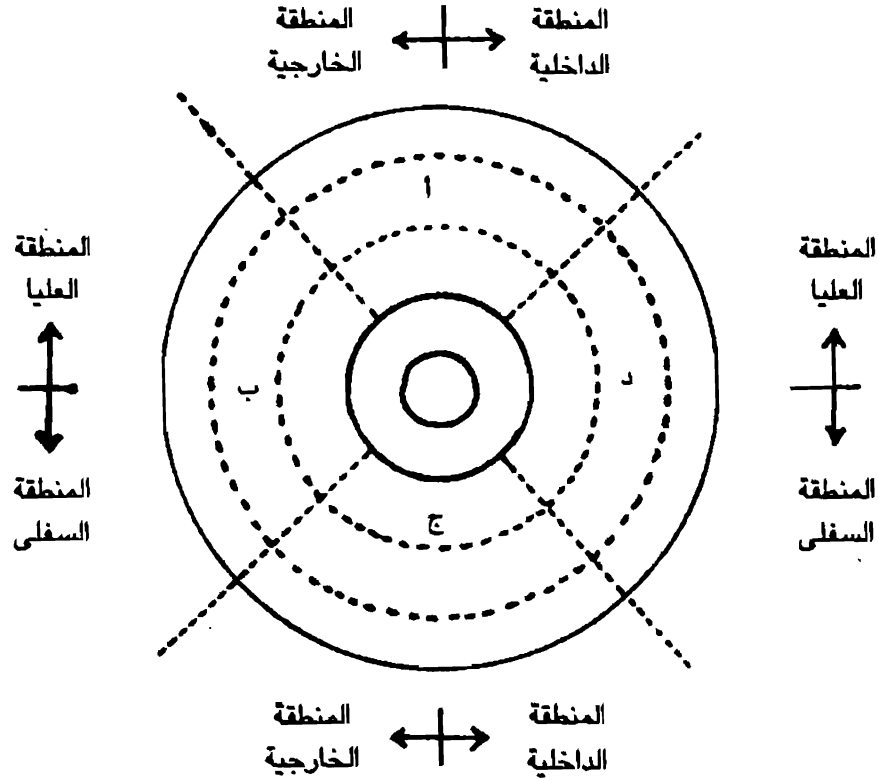 المنطقة
الداخلية
المنطقة
الخارجية
أ
المنطقة
العليا
المنطقة
العليا
د
ب
المنطقة
السفلى
المنطقة
السفلى
ج
المنطقة
الداخلية
المنطقة
الخارجية